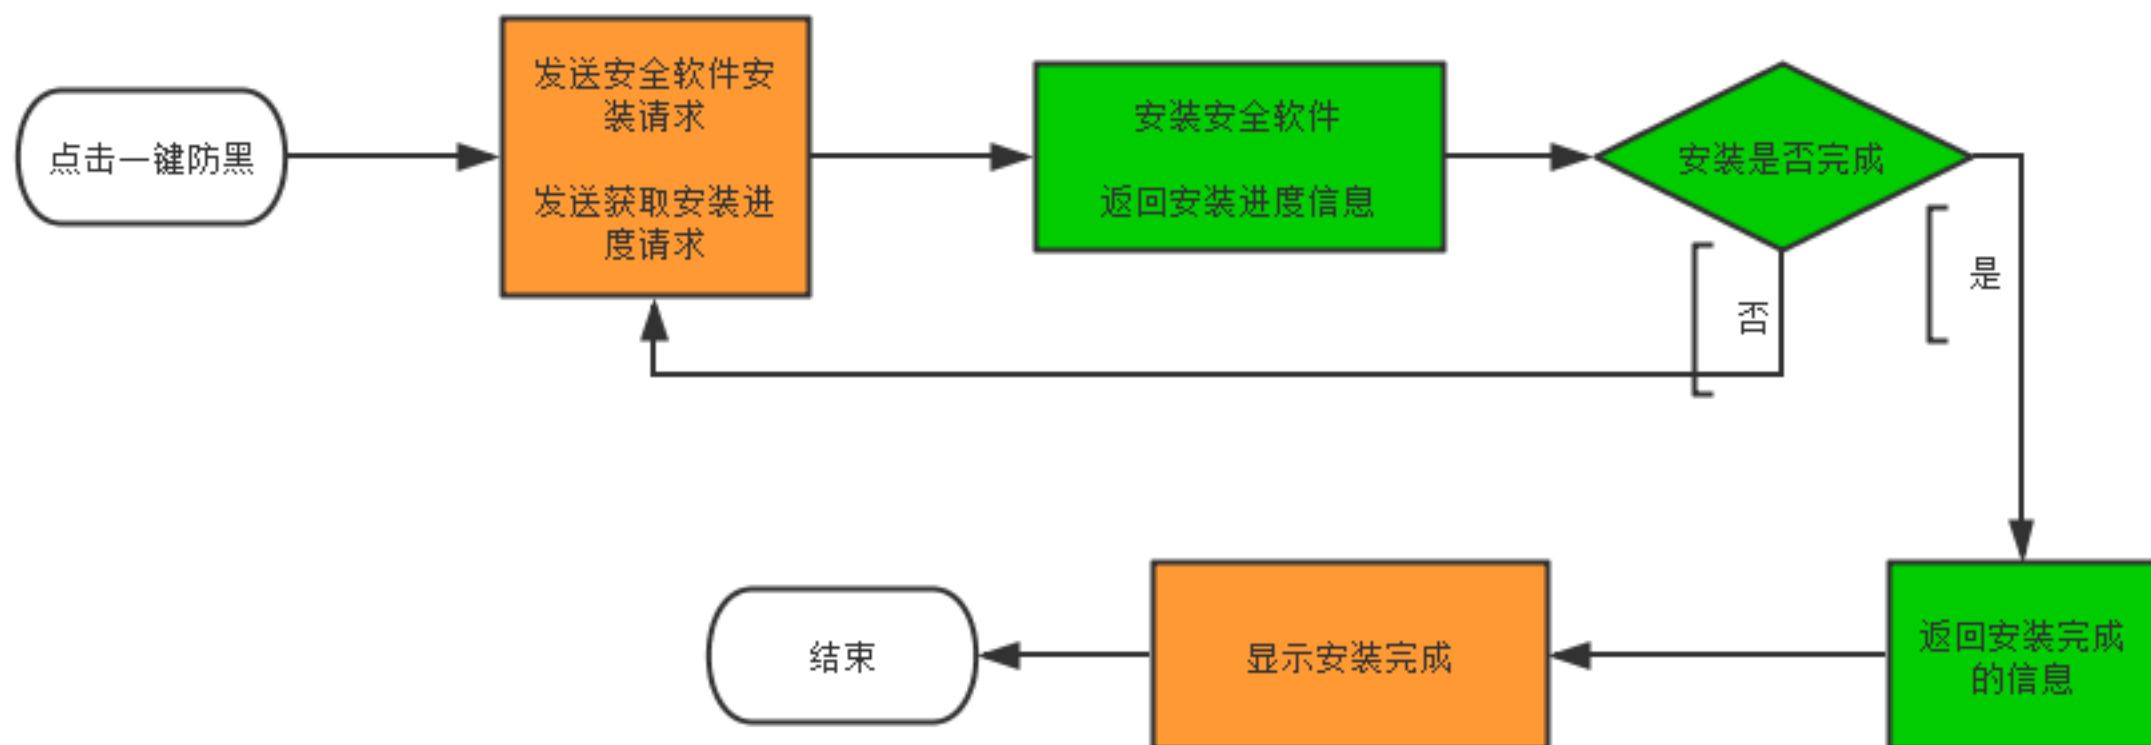 点击一键防黑
发送安全软件安
装请求
发送获取安装进
度请求
安装安全软件
返回安装进度信息
安装是否完成
否
是
返回安装完成
的信息
显示安装完成
结束